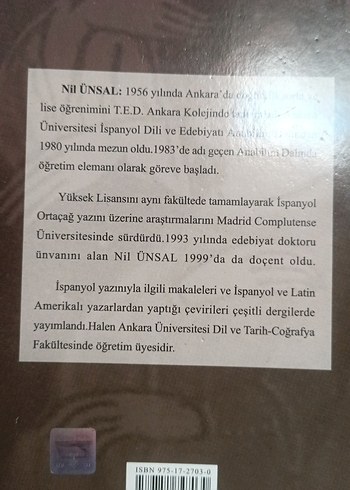 Nil ÜNSAL: 1956 yılında Ankara'da
lise öğrenimini T.E.D. Ankara Kolejinde
Üniversitesi İspanyol Dili ve Edebiyatı
1980 yılında mezun oldu.1983'de adı geçen Anabilim Dalında
öğretim elemanı olarak göreve başladı.
Yüksek Lisansını aynı fakültede tamamlayarak İspanyol
Ortaçağ yazını üzerine araştırmalarını Madrid Complutense
Üniversitesinde sürdürdü.1993 yılında edebiyat doktoru
ünvanını alan Nil ÜNSAL 1999'da da doçent oldu.
İspanyol yazınıyla ilgili makaleleri ve İspanyol ve Latin
Amerikalı yazarlardan yaptığı çevirileri çeşitli dergilerde
yayımlandı.Halen Ankara Üniversitesi Dil ve Tarih-Coğrafya
Fakültesinde öğretim üyesidir.
ISBN 975-17-2703-0